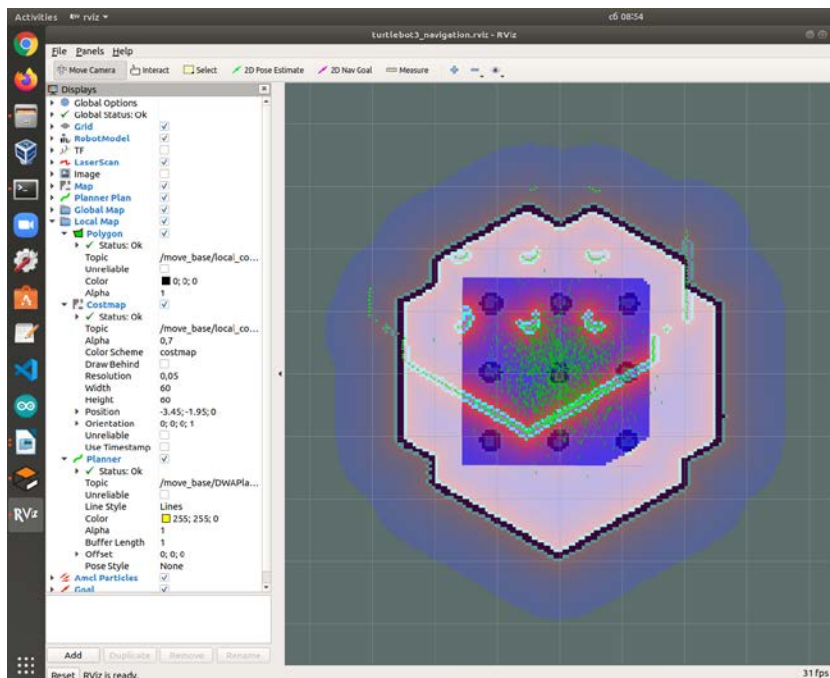 Activities RViz rviz ▾ сб 08:54
turtlebot3_navigation.rviz - RViz
File Panels Help
Move Camera Interact Select 2D Pose Estimate 2D Nav Goal Measure
Displays
Global Options
Global Status: Ok
Grid
RobotModel
TF
LaserScan
Image
Map
Planner Plan
Global Map
Local Map
Polygon
Status: Ok
Topic /move_base/local_co...
Unreliable
Color 0; 0; 0
Alpha 1
Costmap
Status: Ok
Topic /move_base/local_co...
Alpha 0,7
Color Scheme costmap
Draw Behind
Resolution 0,05
Width 60
Height 60
Position -3.45; -1.95; 0
Orientation 0; 0; 0; 1
Unreliable
Use Timestamp
Planner
Status: Ok
Topic /move_base/DWAPla...
Unreliable
Line Style Lines
Color 255; 255; 0
Alpha 1
Buffer Length 1
Offset 0; 0; 0
Pose Style None
Amcl Particles
Goal
RViz
Add Duplicate Remove Rename
Reset RViz is ready. 31 fps